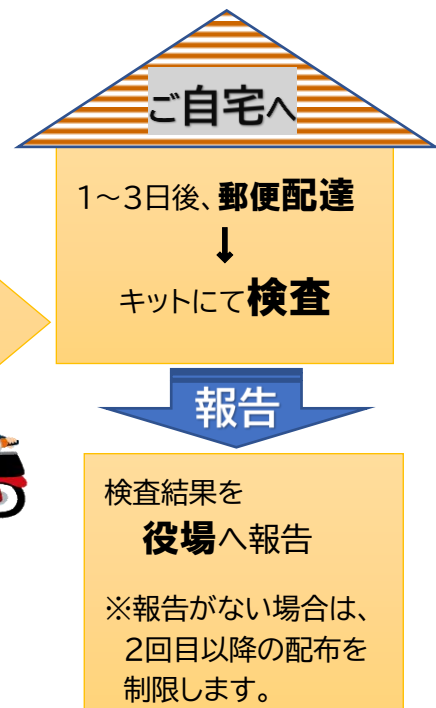 ご自宅へ
1～3日後、郵便配達
↓
キットにて検査
報告
検査結果を
役場へ報告
※報告がない場合は、
2回目以降の配布を
制限します。